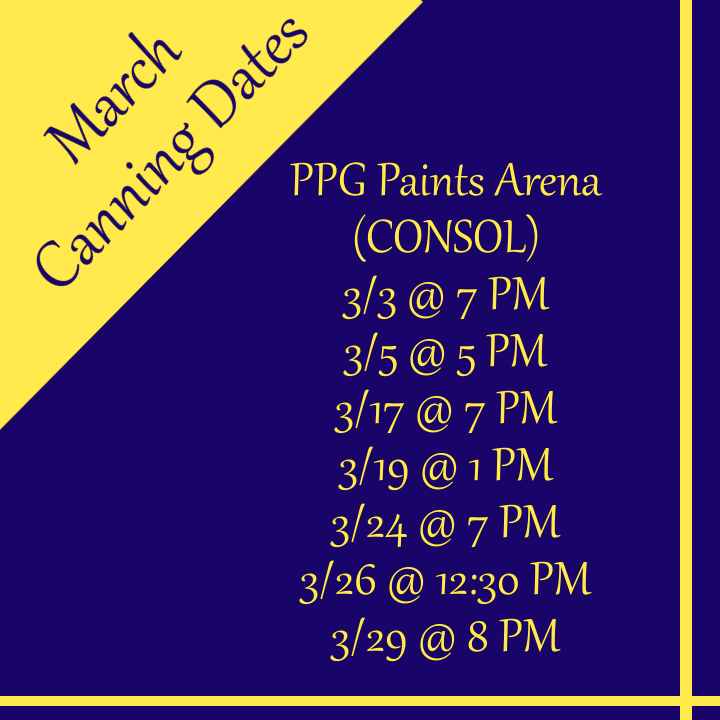 March
Canning Dates
PPG Paints Arena
(CONSOL)
3/3 @ 7 PM
3/5 @ 5 PM
3/17 @ 7 PM
3/19 @ 1 PM
3/24 @ 7 PM
3/26 @ 12:30 PM
3/29 @ 8 PM